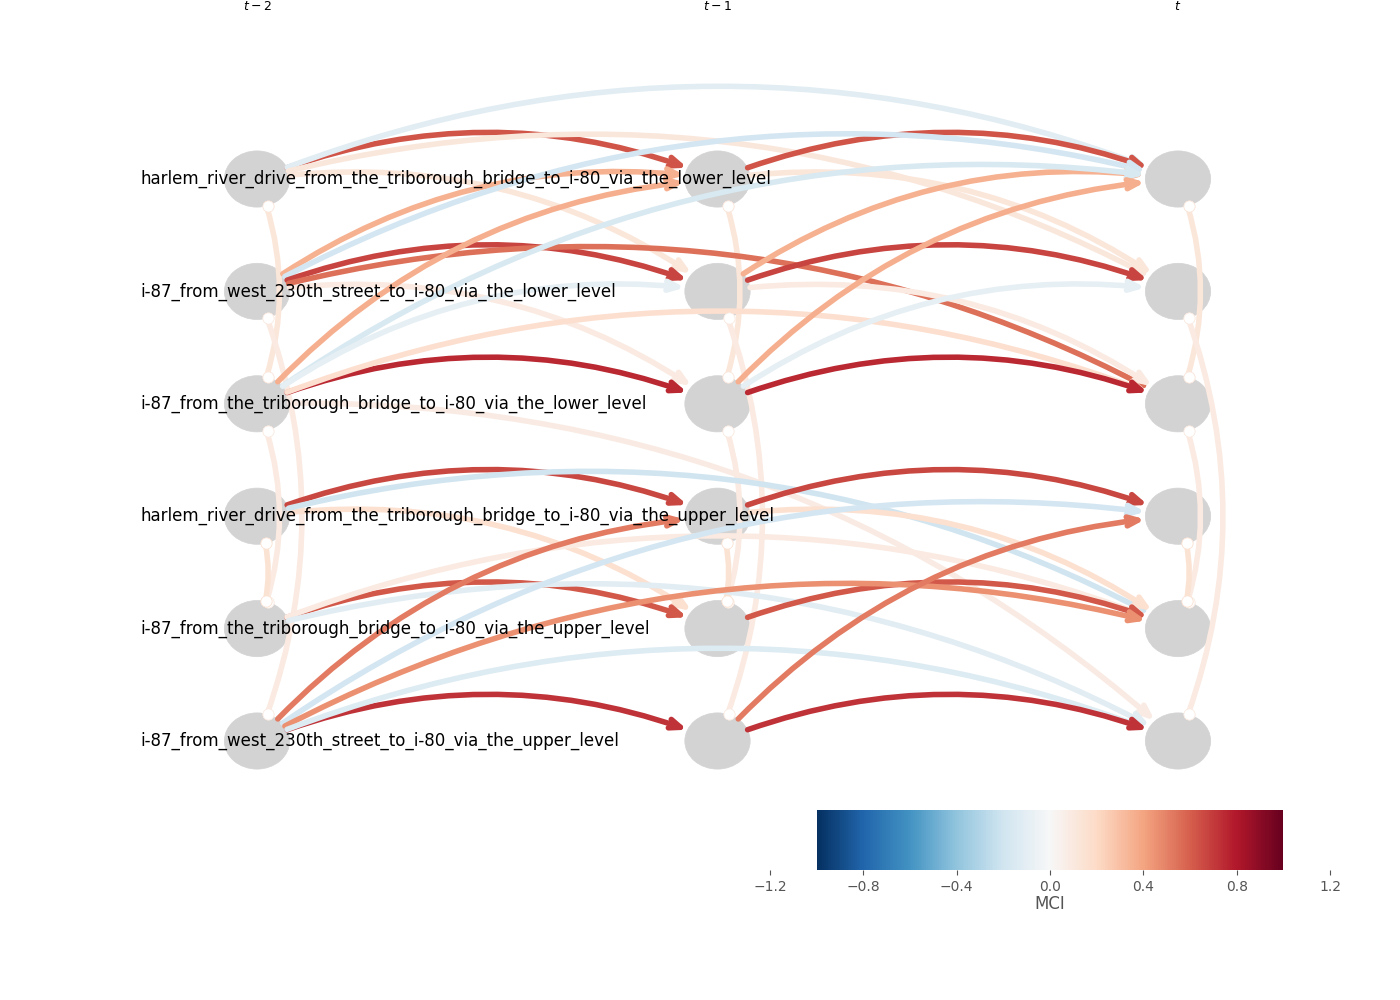 t − 2 t − 1 t
harlem_river_drive_from_the_triborough_bridge_to_i-80_via_the_lower_level
i-87_from_west_230th_street_to_i-80_via_the_lower_level
i-87_from_the_triborough_bridge_to_i-80_via_the_lower_level
harlem_river_drive_from_the_triborough_bridge_to_i-80_via_the_upper_level
i-87_from_the_triborough_bridge_to_i-80_via_the_upper_level
i-87_from_west_230th_street_to_i-80_via_the_upper_level
−1.2 −0.8 −0.4 0.0 0.4 0.8 1.2
MCI